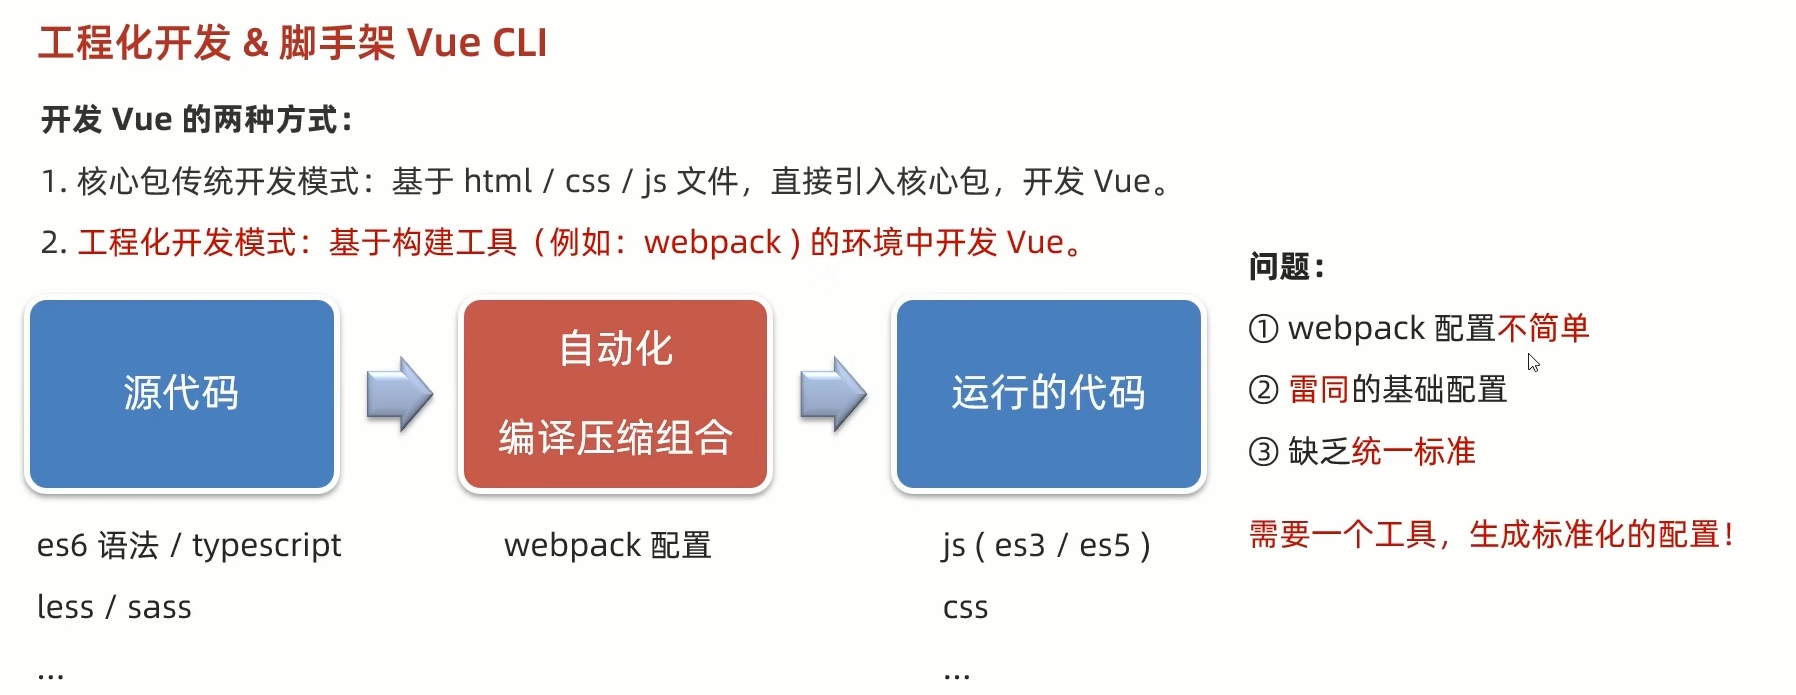 工程化开发 & 脚手架 Vue CLI
开发 Vue 的两种方式：
1. 核心包传统开发模式：基于 html / css / js 文件，直接引入核心包，开发 Vue。
2. 工程化开发模式：基于构建工具（例如：webpack ) 的环境中开发 Vue。
源代码
自动化
编译压缩组合
运行的代码
es6 语法 / typescript
less / sass
...
webpack 配置
js ( es3 / es5 )
css
...
问题：
① webpack 配置不简单
② 雷同的基础配置
③ 缺乏统一标准
需要一个工具，生成标准化的配置！